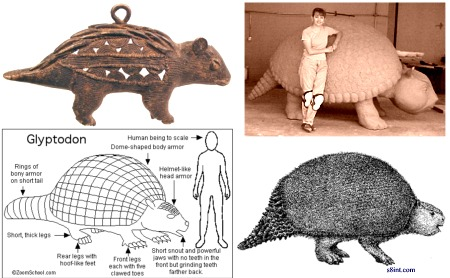 Glyptodon
Human being to scale
Dome-shaped body armor
Rings of
bony armor
on short tail
Helmet-like
head armor
Short, thick legs
Rear legs with
hoof-like feet
Front legs
each with five
clawed toes
Short snout and powerful
jaws with no teeth in the
front but grinding teeth
farther back.
©ZoomSchool.com
s8int.com